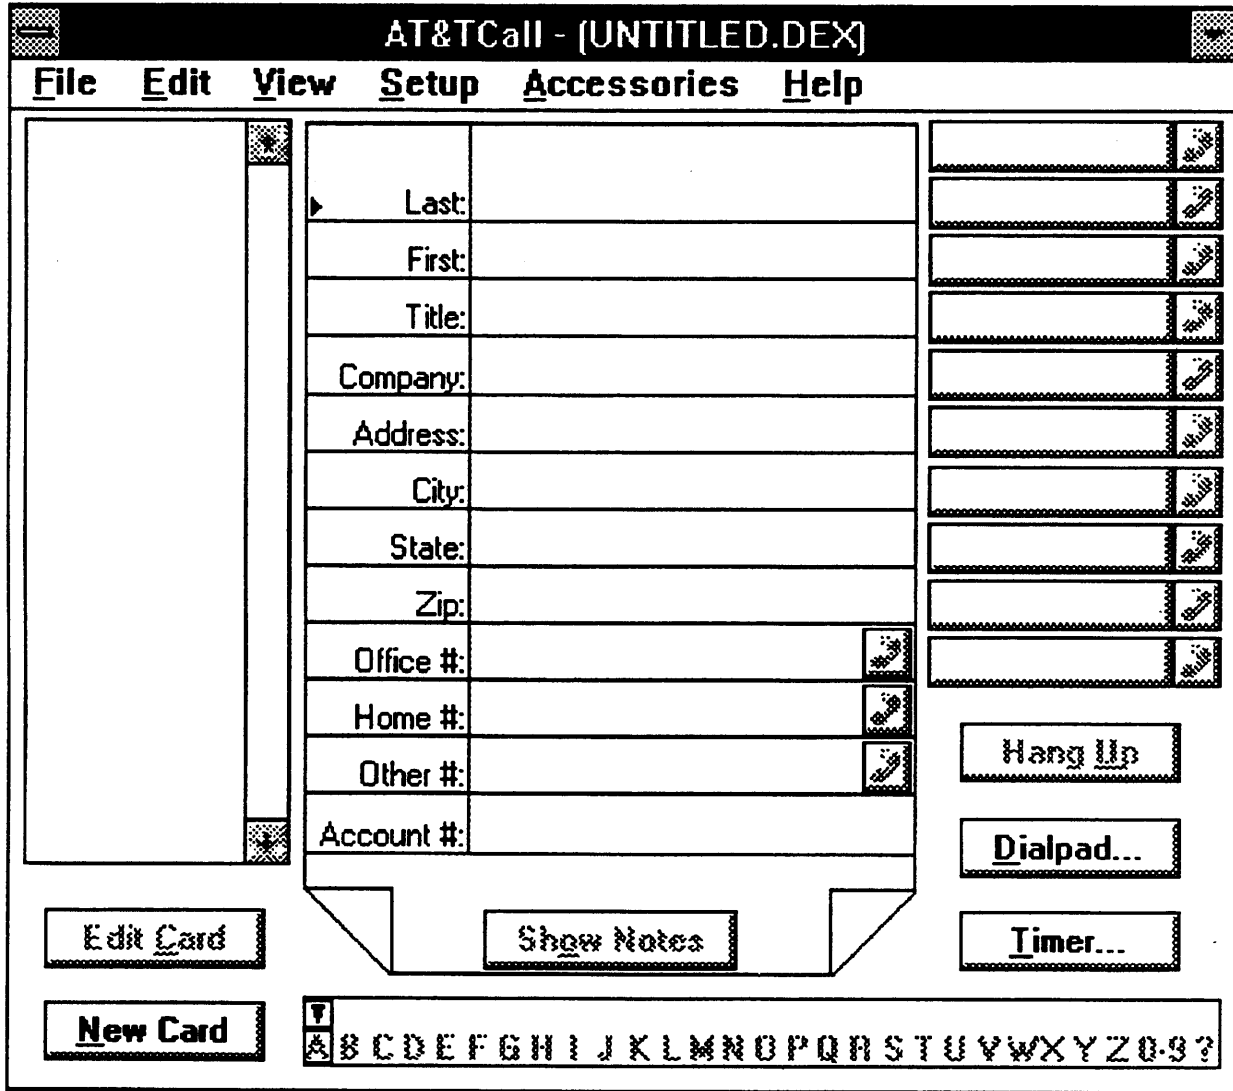 AT&TCall - (UNTITLED.DEX)
File Edit View Setup Accessories Help
Last:
First:
Title:
Company:
Address:
City:
State:
Zip:
Office #:
Home #:
Other #:
Account #:
Hang Up
Dialpad...
Edit Card
Show Notes
Timer...
New Card
A B C D E F G H I J K L M N O P Q R S T U V W X Y Z 0-9 ?